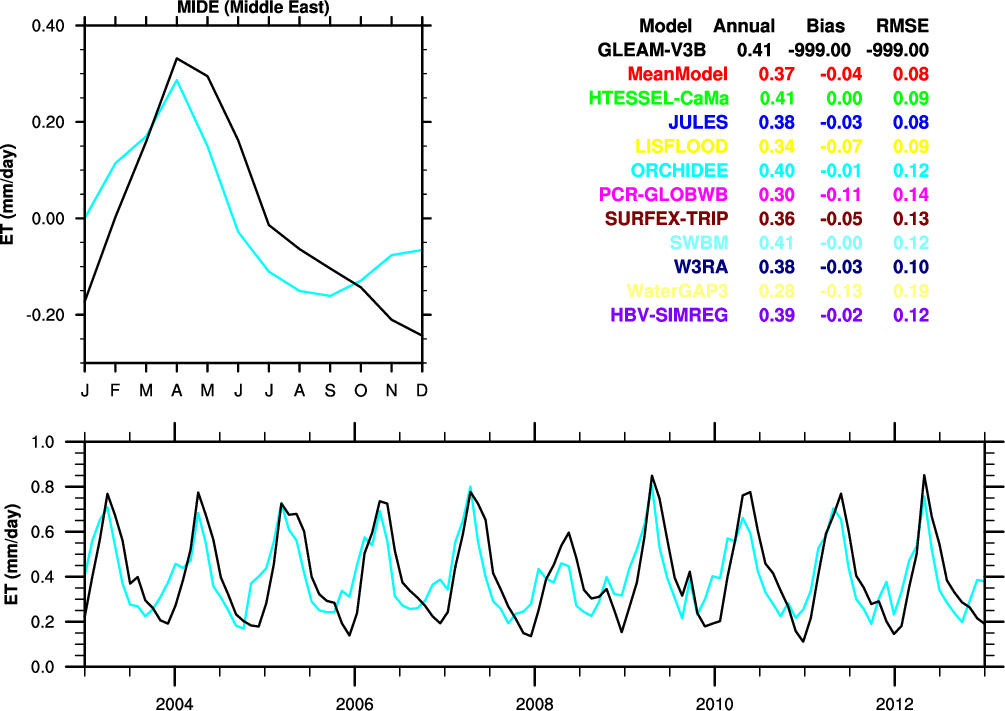 MIDE (Middle East)
0.40
0.20
0.00
-0.20
ET (mm/day)
J F M A M J J A S O N D
Model Annual Bias RMSE
GLEAM-V3B 0.41 -999.00 -999.00
MeanModel 0.37 -0.04 0.08
HTESSEL-CaMa 0.41 0.00 0.09
JULES 0.38 -0.03 0.08
LISFLOOD 0.34 -0.07 0.09
ORCHIDEE 0.40 -0.01 0.12
PCR-GLOBWB 0.30 -0.11 0.14
SURFEX-TRIP 0.36 -0.05 0.13
SWBM 0.41 -0.00 0.12
W3RA 0.38 -0.03 0.10
WaterGAP3 0.28 -0.13 0.19
HBV-SIMREG 0.39 -0.02 0.12
1.0
0.8
0.6
0.4
0.2
0.0
ET (mm/day)
2004 2006 2008 2010 2012